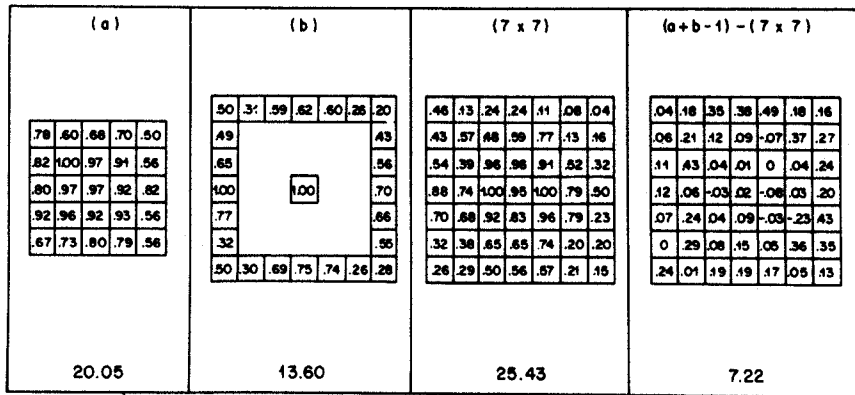 (a)
.78 .60 .68 .70 .50
.82 1.00 .97 .91 .56
.80 .97 .97 .92 .82
.92 .96 .92 .93 .56
.67 .73 .80 .79 .56
20.05
(b)
.50 .31 .59 .62 .60 .26 .20
.49 .43
.65 .56
1.00 1.00 .70
.77 .66
.32 .55
.50 .30 .69 .75 .74 .26 .28
13.60
(7 x 7)
.46 .13 .24 .24 .11 .08 .04
.43 .57 .48 .59 .77 .13 .16
.54 .39 .96 .96 .91 .52 .32
.88 .74 1.00 .95 1.00 .79 .50
.70 .68 .92 .83 .96 .79 .23
.32 .38 .65 .65 .74 .20 .20
.26 .29 .50 .56 .57 .21 .15
25.43
(a+b-1)-(7 x 7)
.04 .18 .35 .38 .49 .18 .16
.06 .21 .12 .09 -.07 .37 .27
.11 .43 .04 .01 0 .04 .24
.12 .06 -.03 .02 -.08 .03 .20
.07 .24 .04 .09 -.03 -.23 .43
0 .29 .08 .15 .05 .36 .35
.24 .01 .19 .19 .17 .05 .13
7.22